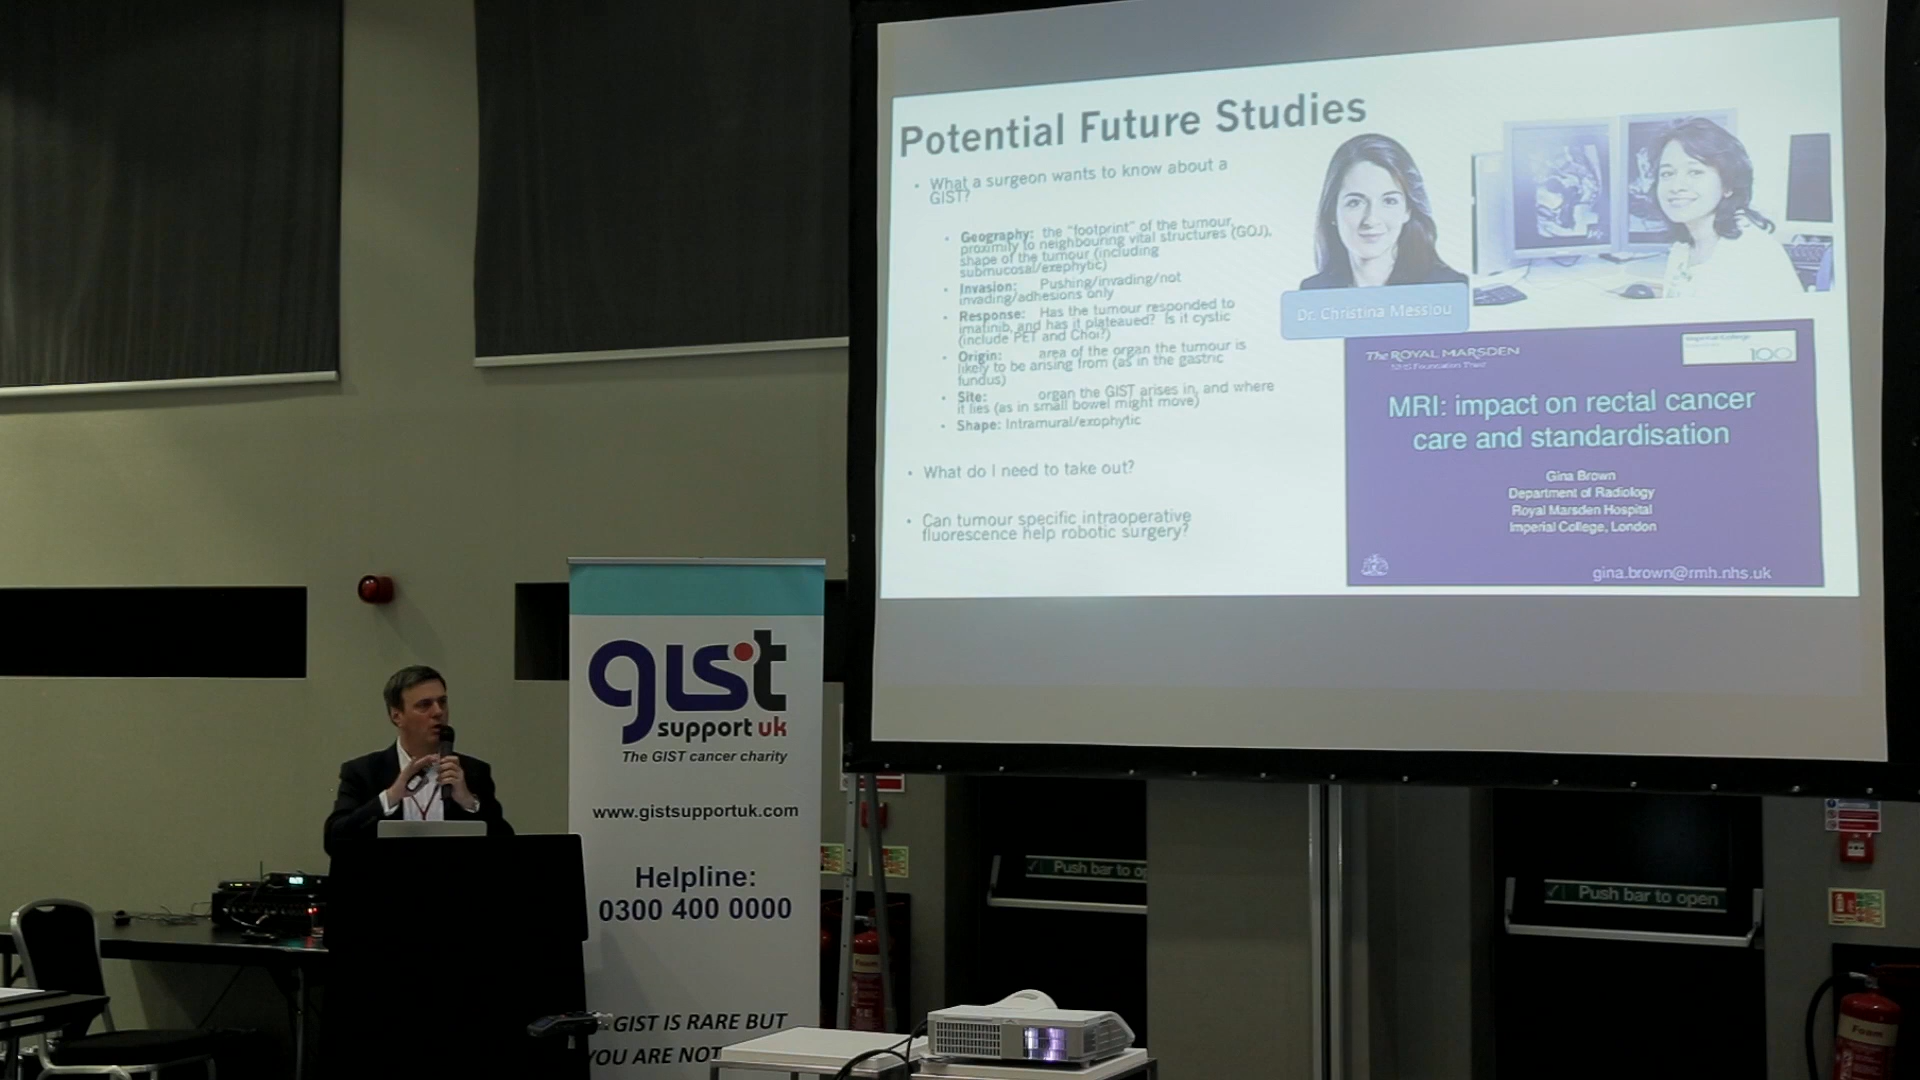 Potential Future Studies
• What a surgeon wants to know about a
GIST?
• Geography: the "footprint" of the tumour,
proximity to neighbouring vital structures (GOJ),
shape of the tumour (including
submucosal/exephytic)
• Invasion: Pushing/invading/not
invading/adhesions only
• Response: Has the tumour responded to
imatinib, and has it plateaued? Is it cystic
(include PET and Choi?)
• Origin: area of the organ the tumour is
likely to be arising from (as in the gastric
fundus)
• Site: organ the GIST arises in, and where
it lies (as in small bowel might move)
• Shape: Intramural/exophytic
• What do I need to take out?
• Can tumour specific intraoperative
fluorescence help robotic surgery?
Dr. Christina Messiou
The ROYAL MARSDEN
NHS Foundation Trust
100
MRI: impact on rectal cancer
care and standardisation
Gina Brown
Department of Radiology
Royal Marsden Hospital
Imperial College, London
gina.brown@rmh.nhs.uk
gist
support uk
The GIST cancer charity
www.gistsupportuk.com
Helpline:
0300 400 0000
GIST IS RARE BUT
YOU ARE NOT
Push bar to op
Push bar to open
Foam
Foam